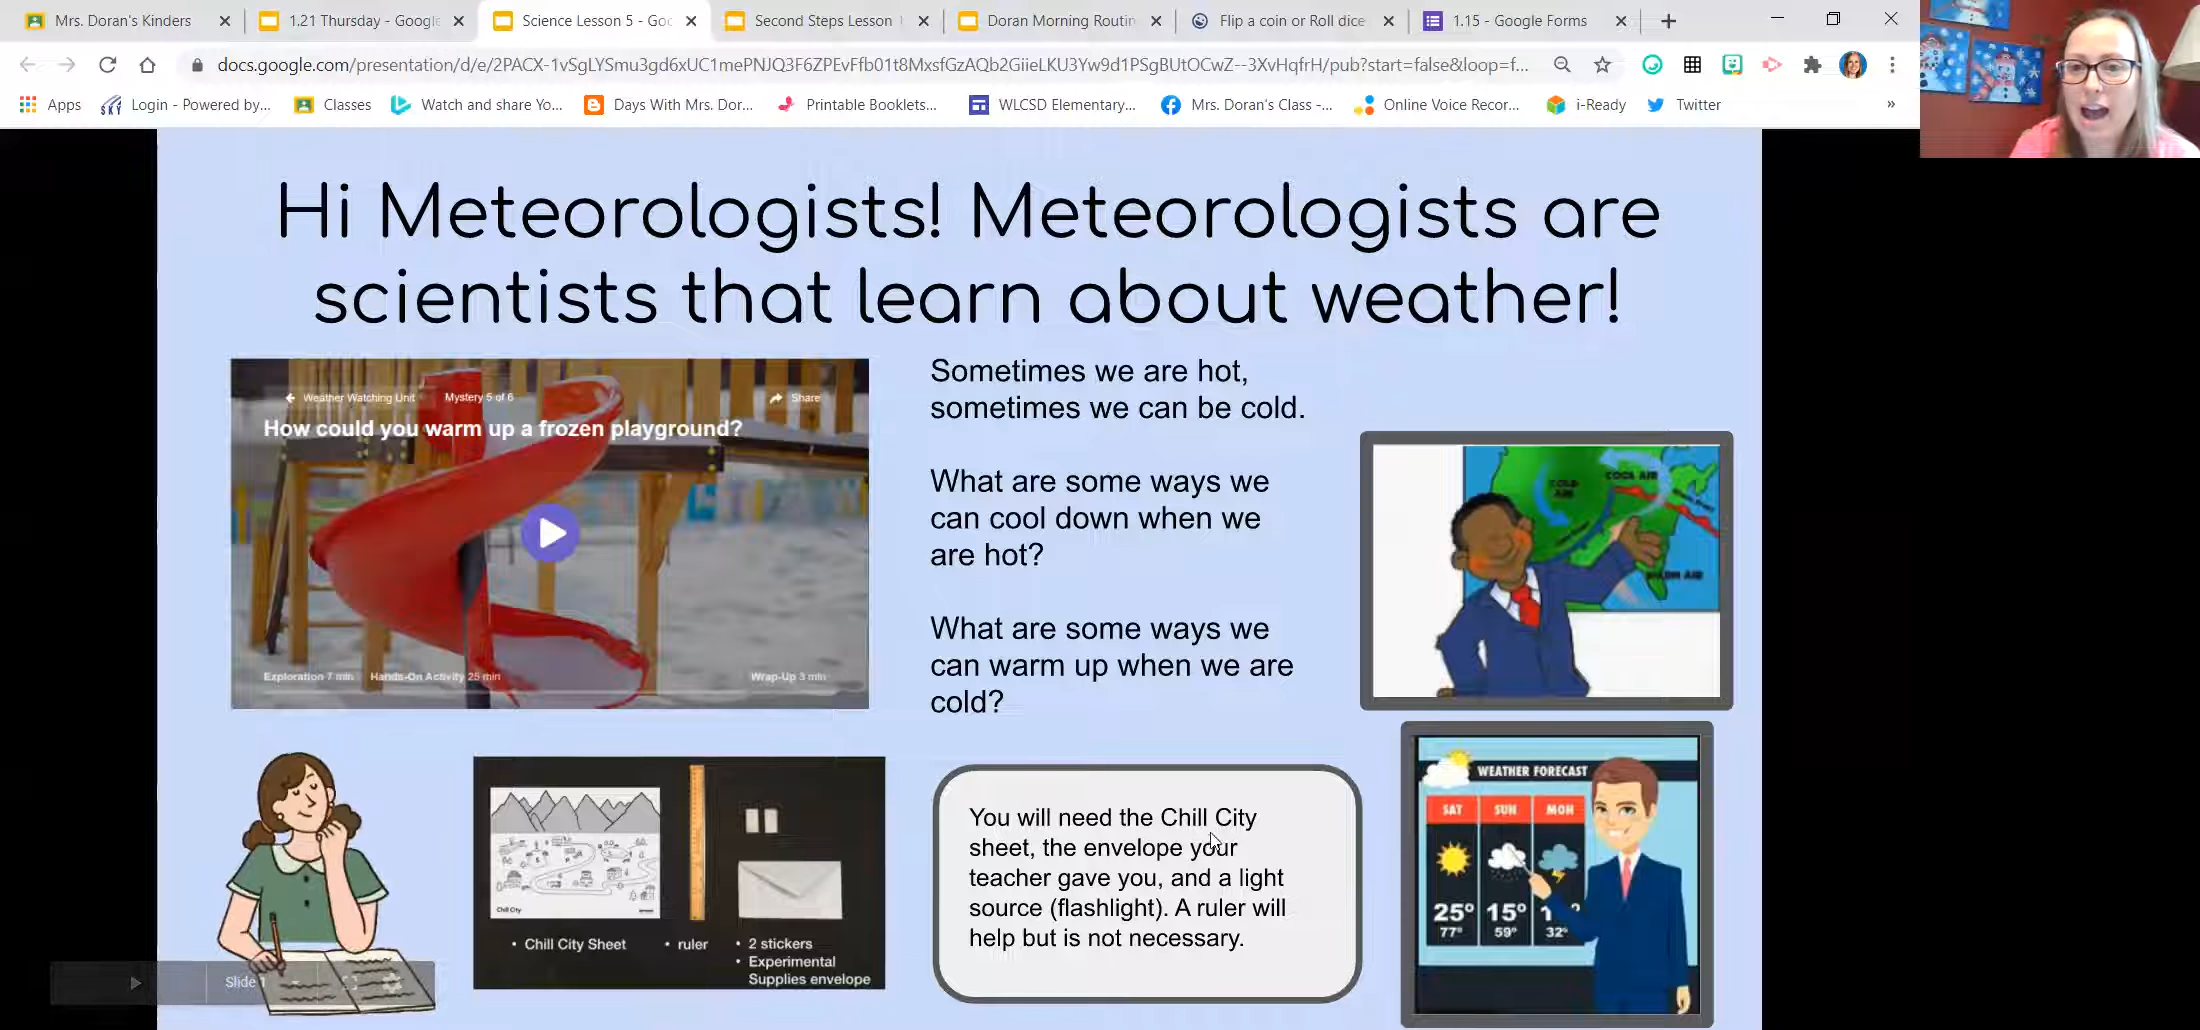 Mrs. Doran's Kinders
1.21 Thursday - Google
Science Lesson 5 - Goo
Second Steps Lesson
Doran Morning Routin
Flip a coin or Roll dice
1.15 - Google Forms
docs.google.com/presentation/d/e/2PACX-1vSgLYSmu3gd6xUC1mePNJQ3F6ZPEvFfb01t8MxsfGzAQb2GiieLKU3Yw9d1PSgBUtOCwZ--3XvHqfrH/pub?start=false&loop=f...
Apps
Login - Powered by...
Classes
Watch and share Yo...
Days With Mrs. Dor...
Printable Booklets...
WLCSD Elementary...
Mrs. Doran's Class -...
Online Voice Recor...
i-Ready
Twitter
»
Hi Meteorologists! Meteorologists are
scientists that learn about weather!
Weather Watching Unit
Mystery 5 of 6
Share
How could you warm up a frozen playground?
Exploration 7 min
Hands-On Activity 25 min
Wrap-Up 3 min
Sometimes we are hot,
sometimes we can be cold.
What are some ways we
can cool down when we
are hot?
What are some ways we
can warm up when we are
cold?
COLD
AIR
COOL AIR
WARM AIR
Chill City
• Chill City Sheet
• ruler
• 2 stickers
• Experimental
Supplies envelope
You will need the Chill City
sheet, the envelope your
teacher gave you, and a light
source (flashlight). A ruler will
help but is not necessary.
WEATHER FORECAST
SAT
SUN
MON
25°
15°
77°
59°
32°
Slide 1